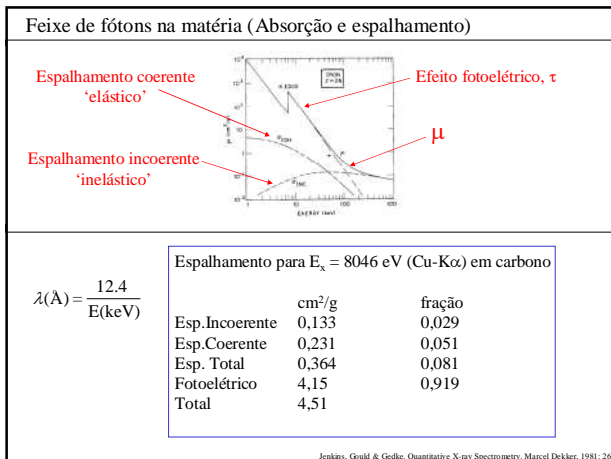 Feixe de fótons na matéria (Absorção e espalhamento)
Espalhamento coerente
'elástico'
Efeito fotoelétrico, τ
K EDGE
IRON
σCOH
μ
Espalhamento incoerente
'inelástico'
σINC
ENERGY (keV)
Espalhamento para Ex = 8046 eV (Cu-Kα) em carbono
λ(Å) = 12.4 / E(keV)
cm²/g fração
Esp.Incoerente 0,133 0,029
Esp.Coerente 0,231 0,051
Esp. Total 0,364 0,081
Fotoelétrico 4,15 0,919
Total 4,51
Jenkins, Gould & Gedke, Quantitative X-ray Spectrometry, Marcel Dekker, 1981: 26